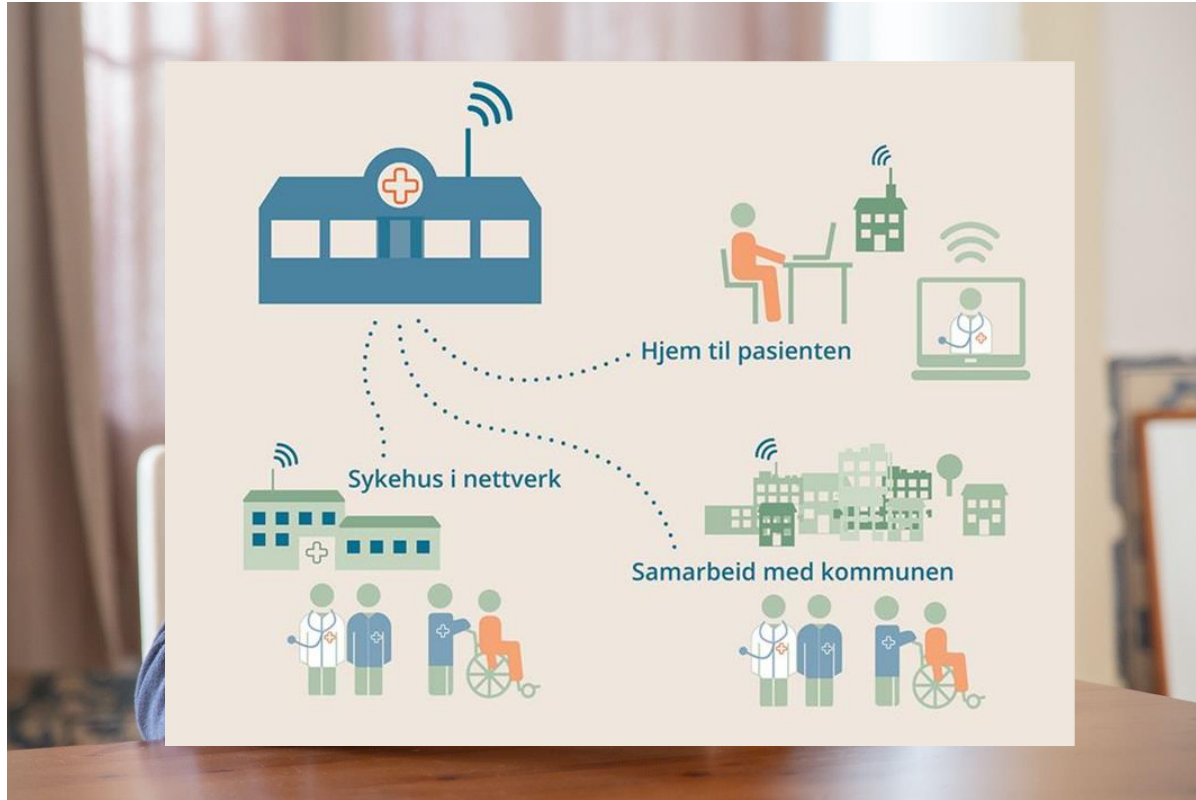 Hjem til pasienten
Sykehus i nettverk
Samarbeid med kommunen